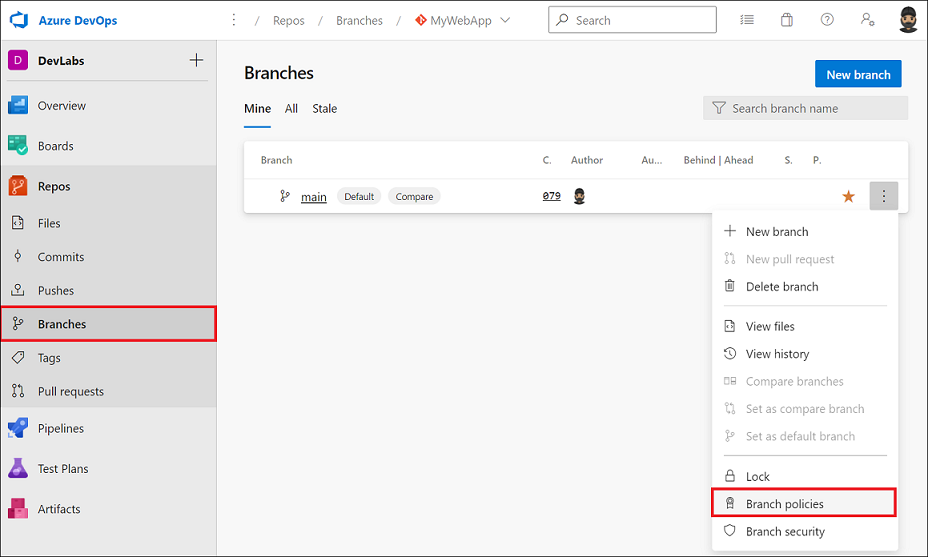 Azure DevOps / Repos / Branches / MyWebApp Search
D DevLabs
Overview
Boards
Repos
Files
Commits
Pushes
Branches
Tags
Pull requests
Pipelines
Test Plans
Artifacts
Branches
New branch
Mine All Stale
Search branch name
Branch C. Author Au... Behind | Ahead S. P.
main Default Compare 079
New branch
New pull request
Delete branch
View files
View history
Compare branches
Set as compare branch
Set as default branch
Lock
Branch policies
Branch security